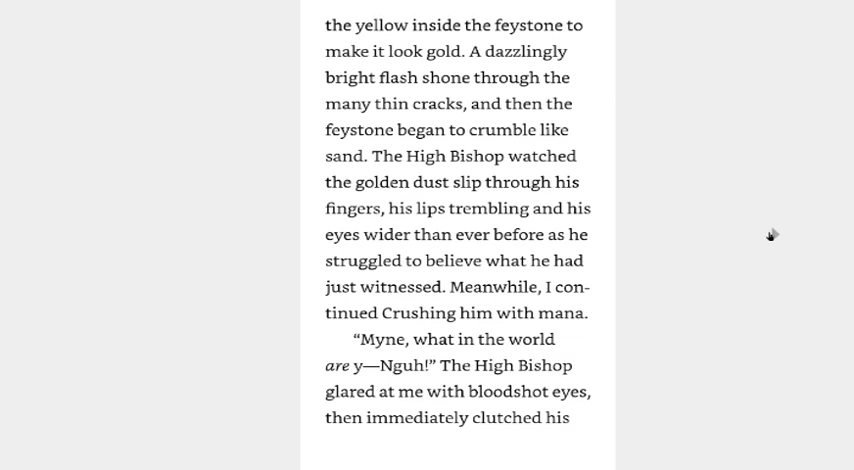 the yellow inside the feystone to
make it look gold. A dazzlingly
bright flash shone through the
many thin cracks, and then the
feystone began to crumble like
sand. The High Bishop watched
the golden dust slip through his
fingers, his lips trembling and his
eyes wider than ever before as he
struggled to believe what he had
just witnessed. Meanwhile, I con-
tinued Crushing him with mana.
“Myne, what in the world
are y—Nguh!” The High Bishop
glared at me with bloodshot eyes,
then immediately clutched his